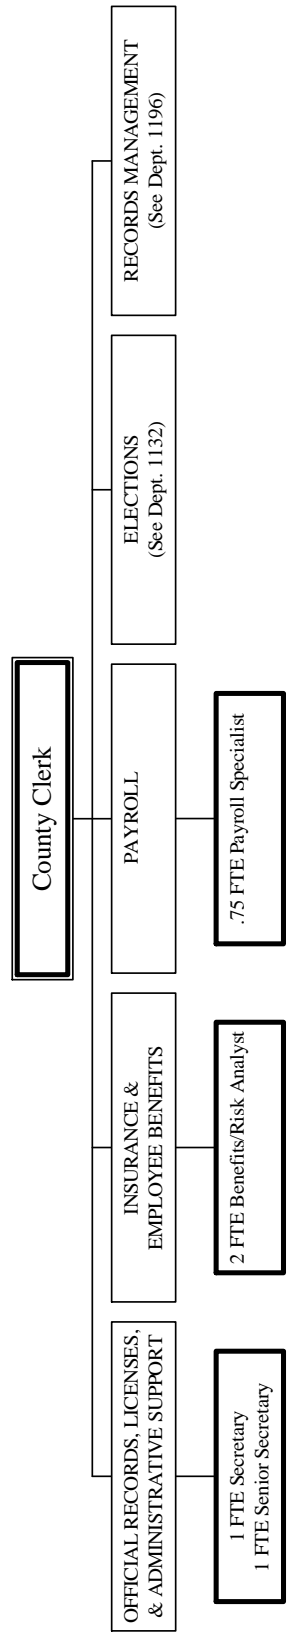 County Clerk
OFFICIAL RECORDS, LICENSES,
& ADMINISTRATIVE SUPPORT
INSURANCE &
EMPLOYEE BENEFITS
PAYROLL
ELECTIONS
(See Dept. 1132)
RECORDS MANAGEMENT
(See Dept. 1196)
1 FTE Secretary
1 FTE Senior Secretary
2 FTE Benefits/Risk Analyst
.75 FTE Payroll Specialist